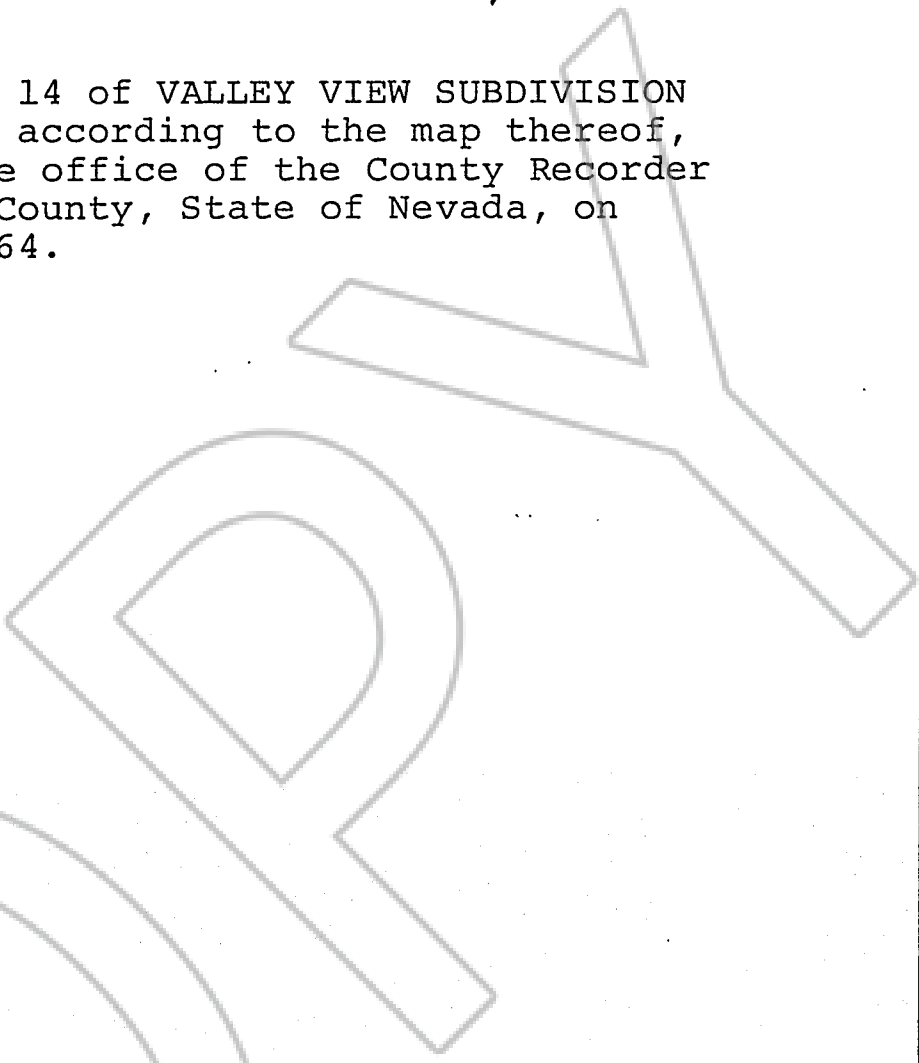 14 of VALLEY VIEW SUBDIVISION
according to the map thereof,
e office of the County Recorder
County, State of Nevada, on
64.
PY